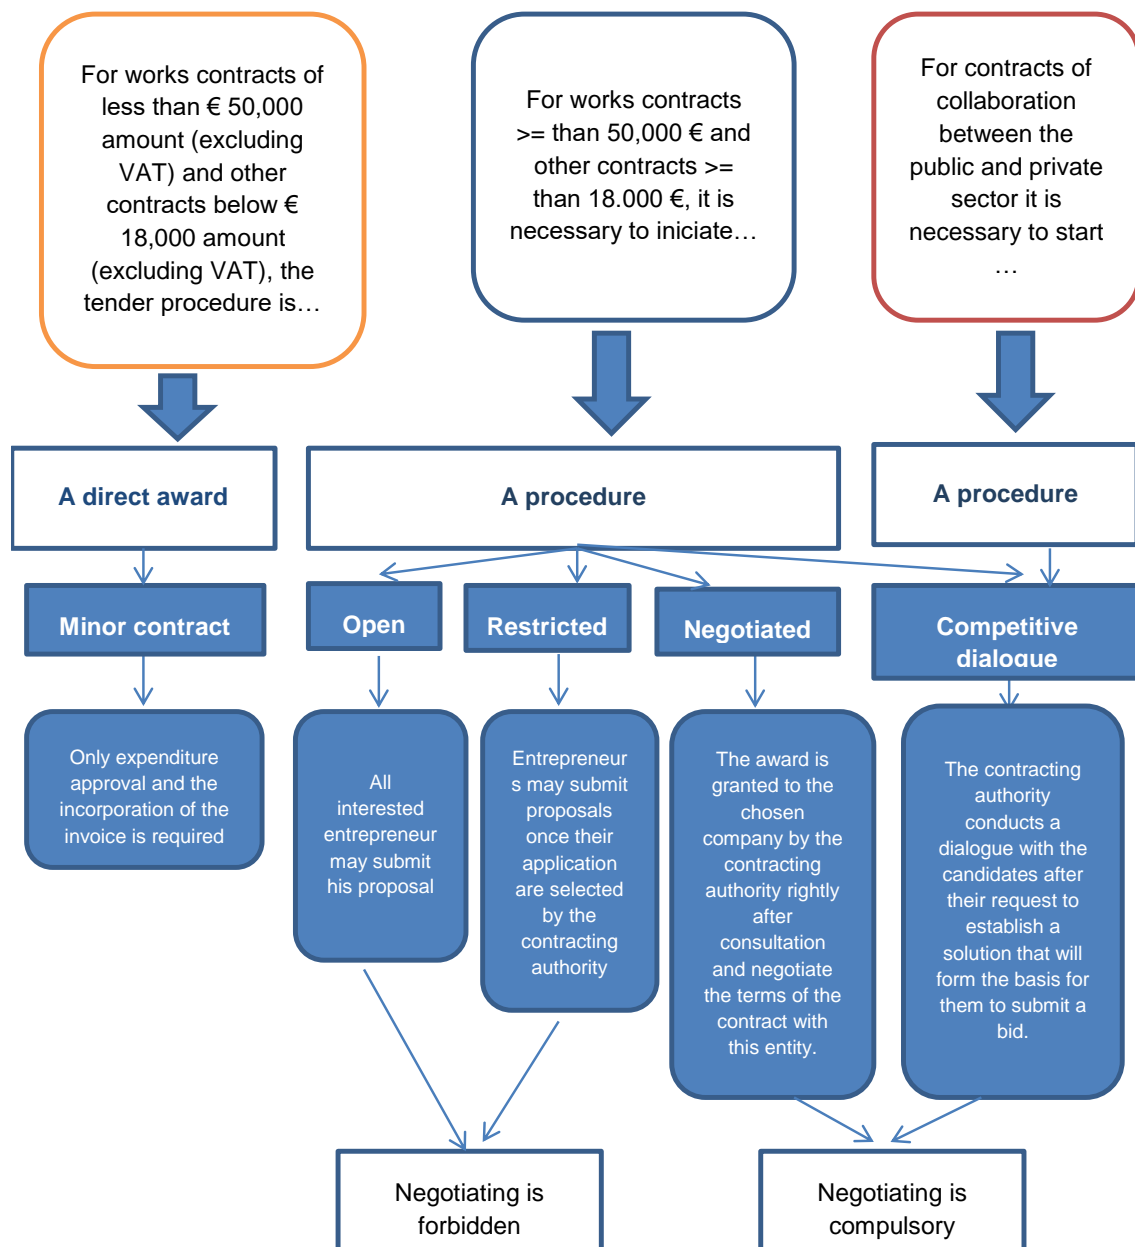 For works contracts of
less than € 50,000
amount (excluding
VAT) and other
contracts below €
18,000 amount
(excluding VAT), the
tender procedure is…
For works contracts
>= than 50,000 € and
other contracts >=
than 18.000 €, it is
necessary to iniciate…
For contracts of
collaboration
between the
public and private
sector it is
necessary to start
…
A direct award
A procedure
A procedure
Minor contract
Open
Restricted
Negotiated
Competitive
dialogue
Only expenditure
approval and the
incorporation of the
invoice is required
All
interested
entrepreneur
may submit
his proposal
Entrepreneur
s may submit
proposals
once their
application
are selected
by the
contracting
authority
The award is
granted to the
chosen
company by the
contracting
authority rightly
after
consultation
and negotiate
the terms of the
contract with
this entity.
The contracting
authority
conducts a
dialogue with the
candidates after
their request to
establish a
solution that will
form the basis for
them to submit a
bid.
Negotiating is
forbidden
Negotiating is
compulsory